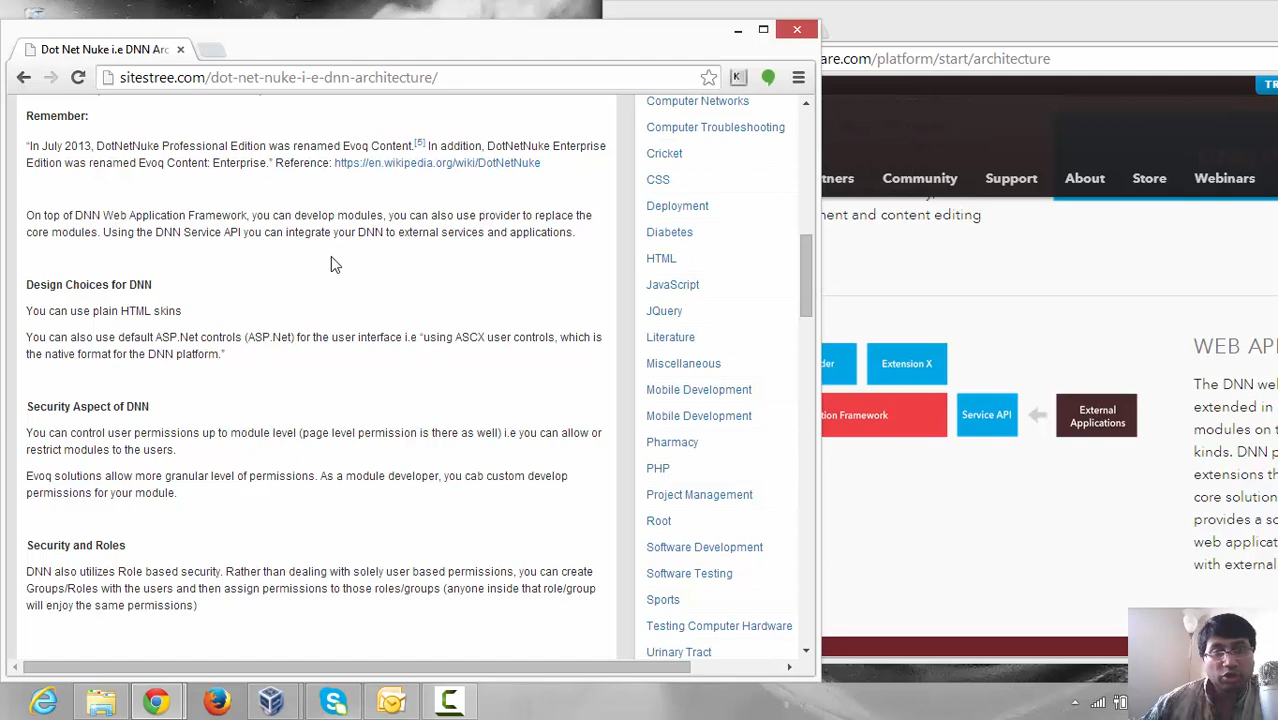 Dot Net Nuke i.e DNN Arc
sitestree.com/dot-net-nuke-i-e-dnn-architecture/
Remember:
“In July 2013, DotNetNuke Professional Edition was renamed Evoq Content.[5] In addition, DotNetNuke Enterprise
Edition was renamed Evoq Content: Enterprise.” Reference: https://en.wikipedia.org/wiki/DotNetNuke
On top of DNN Web Application Framework, you can develop modules, you can also use provider to replace the
core modules. Using the DNN Service API you can integrate your DNN to external services and applications.
Design Choices for DNN
You can use plain HTML skins
You can also use default ASP.Net controls (ASP.Net) for the user interface i.e “using ASCX user controls, which is
the native format for the DNN platform.”
Security Aspect of DNN
You can control user permissions up to module level (page level permission is there as well) i.e you can allow or
restrict modules to the users.
Evoq solutions allow more granular level of permissions. As a module developer, you cab custom develop
permissions for your module.
Security and Roles
DNN also utilizes Role based security. Rather than dealing with solely user based permissions, you can create
Groups/Roles with the users and then assign permissions to those roles/groups (anyone inside that role/group
will enjoy the same permissions)
Computer Networks
Computer Troubleshooting
Cricket
CSS
Deployment
Diabetes
HTML
JavaScript
JQuery
Literature
Miscellaneous
Mobile Development
Mobile Development
Pharmacy
PHP
Project Management
Root
Software Development
Software Testing
Sports
Testing Computer Hardware
Urinary Tract
are.com/platform/start/architecture
TR
rtners
Community
Support
About
Store
Webinars
ment and content editing
der
Extension X
tion Framework
Service API
External
Applications
WEB API
The DNN web
extended in
modules on t
kinds. DNN p
extensions th
core solution
provides a so
web applicat
with external